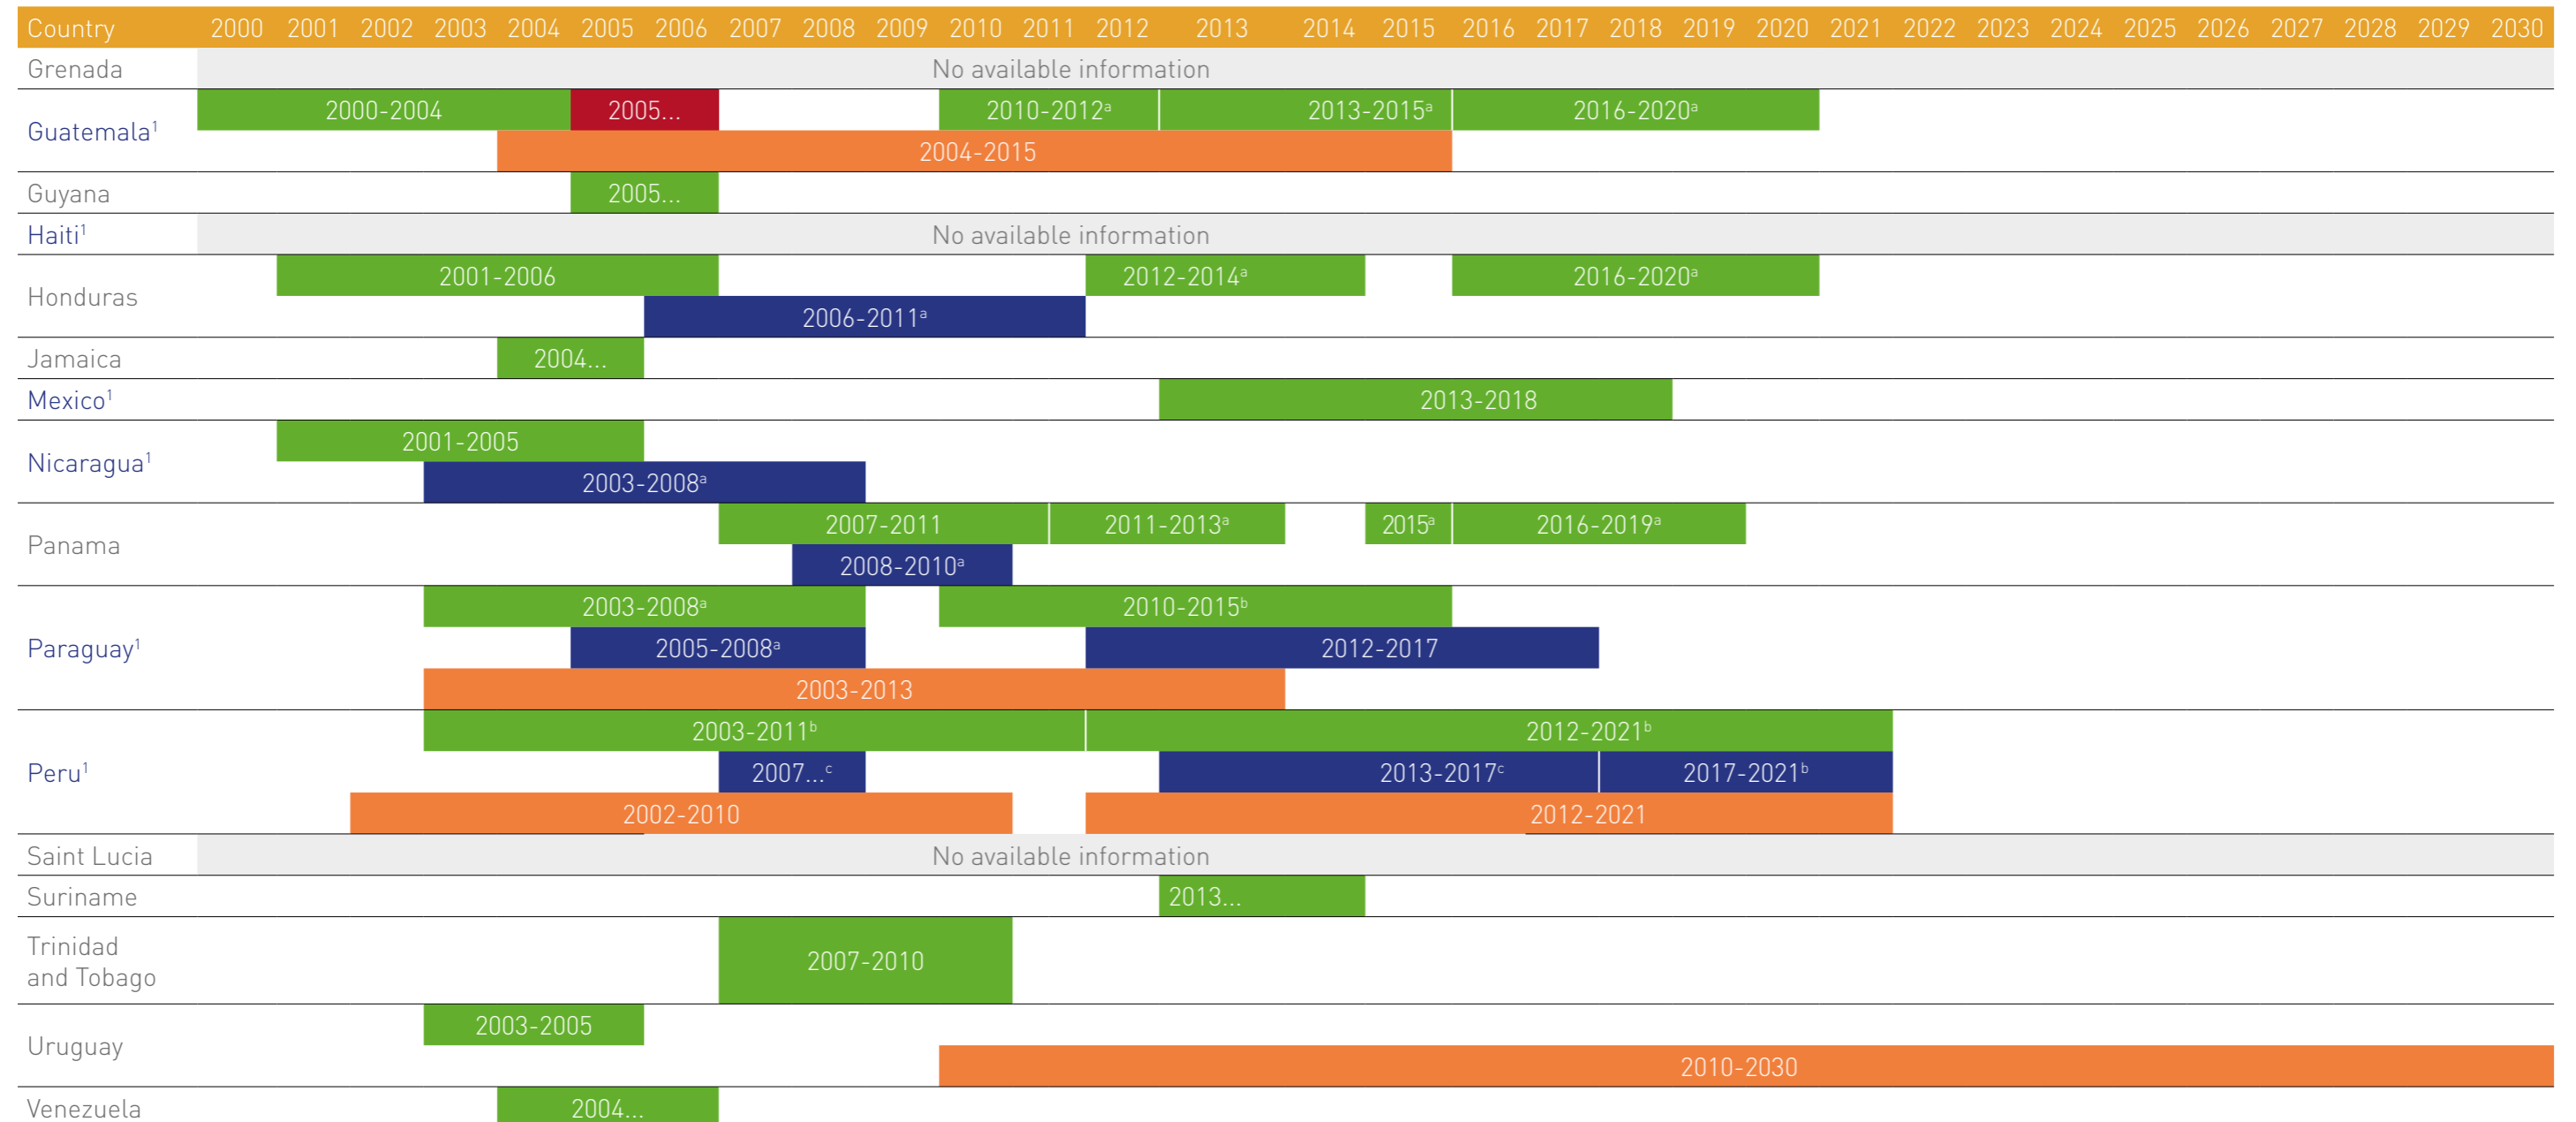 Country 2000 2001 2002 2003 2004 2005 2006 2007 2008 2009 2010 2011 2012 2013 2014 2015 2016 2017 2018 2019 2020 2021 2022 2023 2024 2025 2026 2027 2028 2029 2030
Grenada No available information
Guatemala¹
2000-2004 2005... 2010-2012ᵃ 2013-2015ᵃ 2016-2020ᵃ
2004-2015
Guyana 2005...
Haiti¹ No available information
Honduras
2001-2006 2012-2014ᵃ 2016-2020ᵃ
2006-2011ᵃ
Jamaica 2004...
Mexico¹ 2013-2018
Nicaragua¹
2001-2005
2003-2008ᵃ
Panama
2007-2011 2011-2013ᵃ 2015ᵃ 2016-2019ᵃ
2008-2010ᵃ
Paraguay¹
2003-2008ᵃ 2010-2015ᵇ
2005-2008ᵃ 2012-2017
2003-2013
Peru¹
2003-2011ᵇ 2012-2021ᵇ
2007...ᶜ 2013-2017ᶜ 2017-2021ᵇ
2002-2010 2012-2021
Saint Lucia No available information
Suriname 2013...
Trinidad
and Tobago
2007-2010
Uruguay
2003-2005
2010-2030
Venezuela 2004...